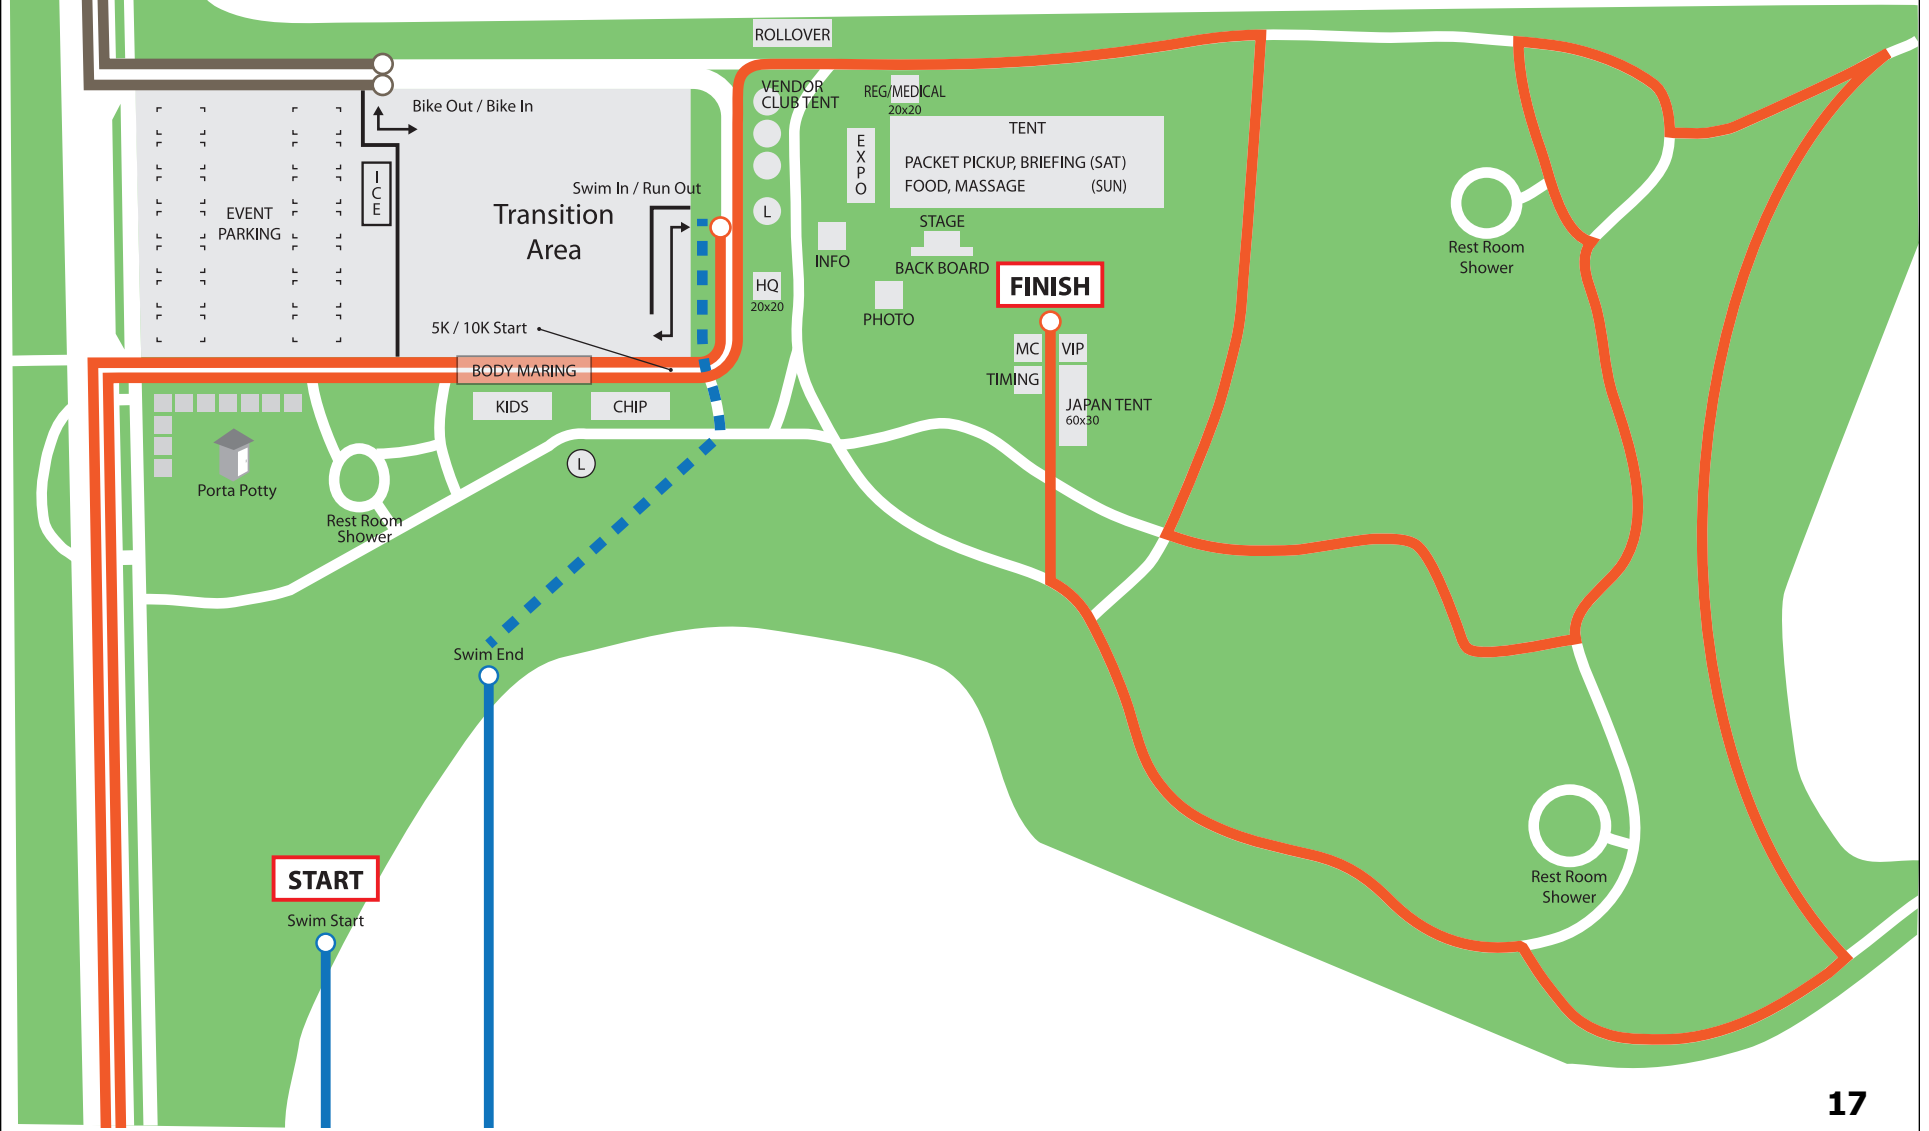 ROLLOVER
Bike Out / Bike In
VENDOR
CLUB TENT
REG/MEDICAL
20x20
TENT
PACKET PICKUP, BRIEFING (SAT)
FOOD, MASSAGE (SUN)
E
X
P
O
I
C
E
EVENT
PARKING
Swim In / Run Out
Transition
Area
L
STAGE
BACK BOARD
INFO
HQ
20x20
PHOTO
FINISH
Rest Room
Shower
5K / 10K Start
MC
VIP
TIMING
BODY MARING
JAPAN TENT
60x30
KIDS
CHIP
L
Porta Potty
Rest Room
Shower
Swim End
START
Swim Start
Rest Room
Shower
17